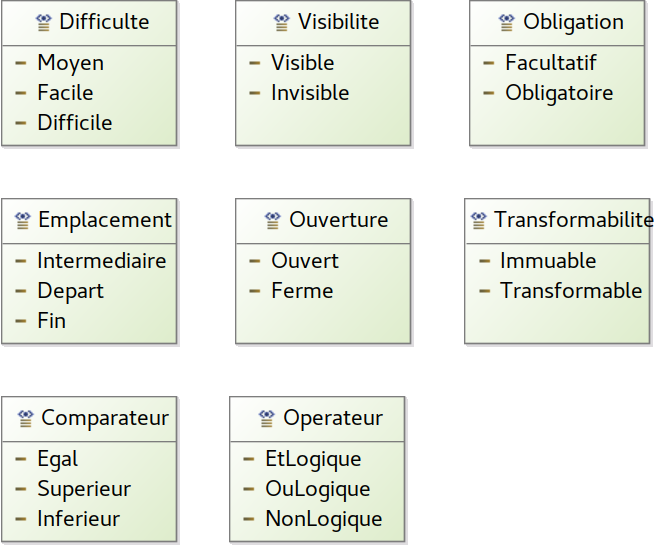 Difficulte
Moyen
Facile
Difficile
Visibilite
Visible
Invisible
Obligation
Facultatif
Obligatoire
Emplacement
Intermediaire
Depart
Fin
Ouverture
Ouvert
Ferme
Transformabilite
Immuable
Transformable
Comparateur
Egal
Superieur
Inferieur
Operateur
EtLogique
OuLogique
NonLogique